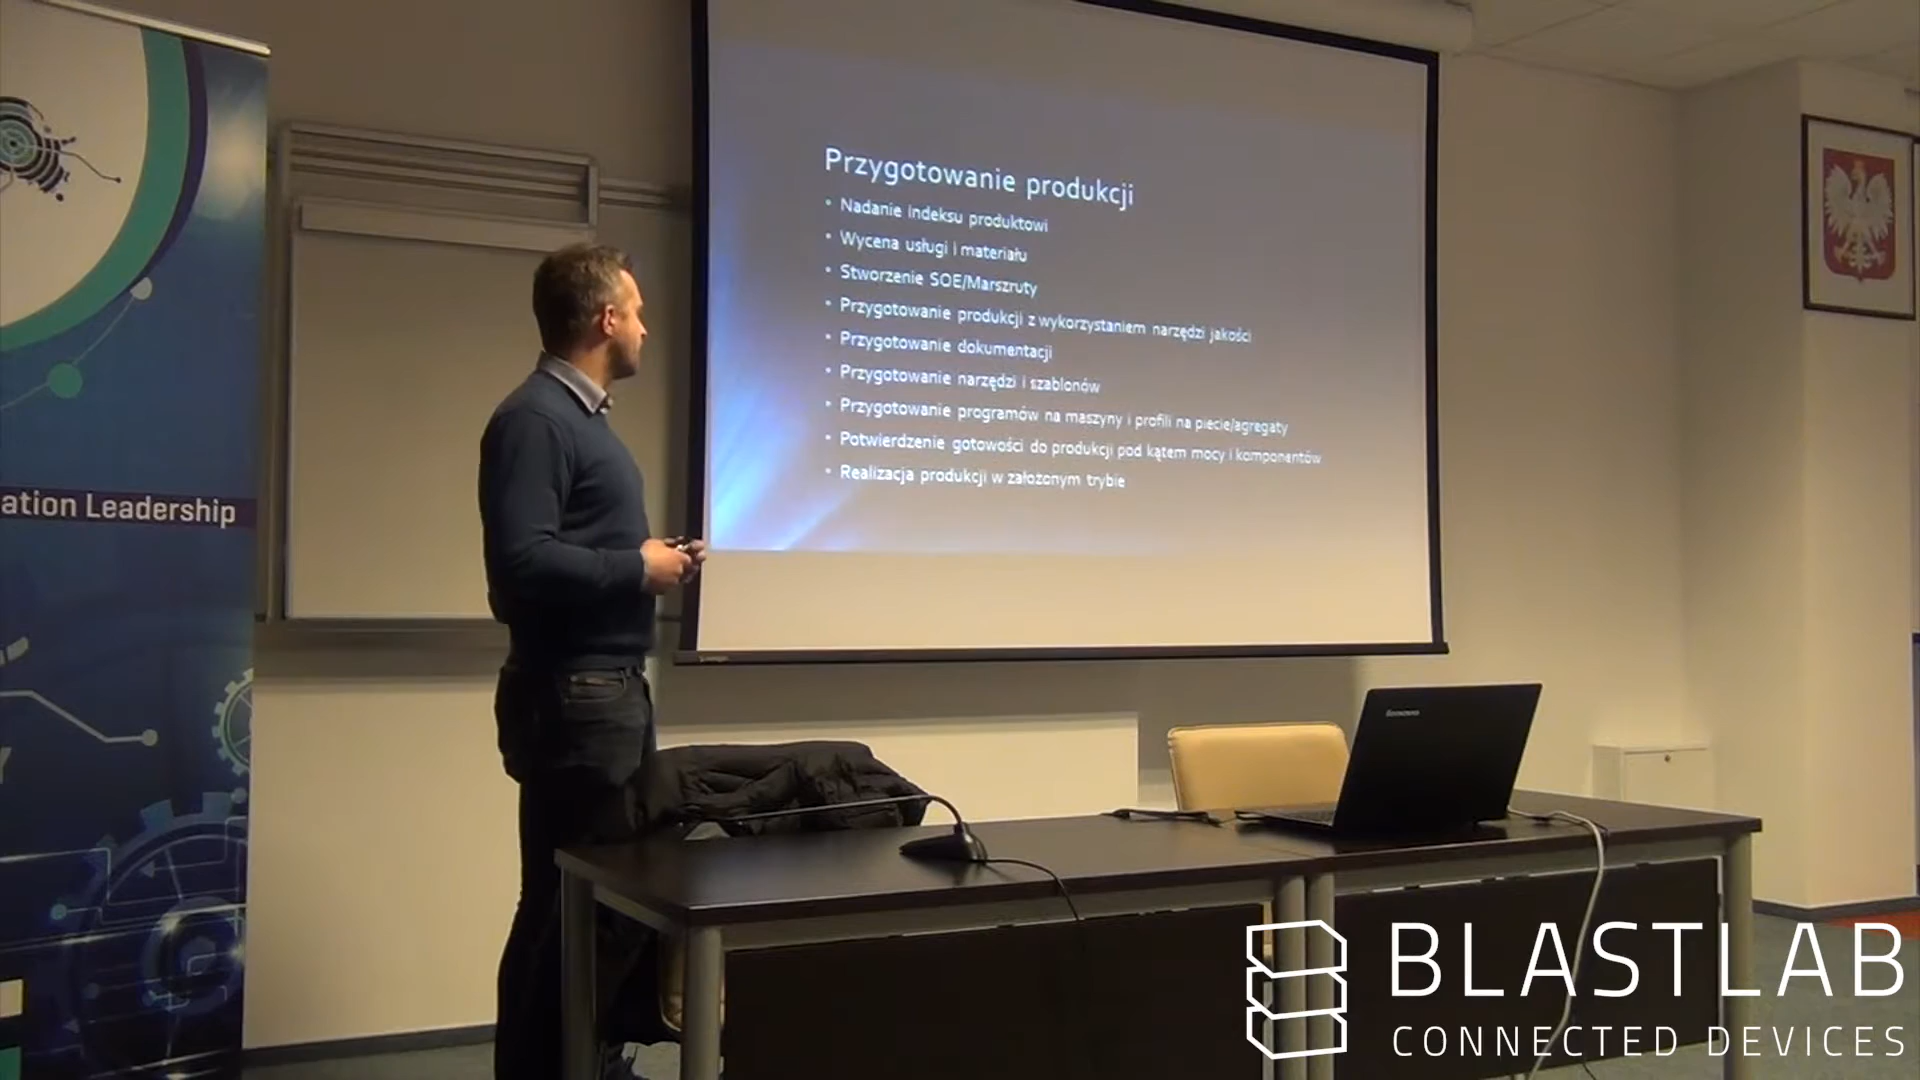 Przygotowanie produkcji
• Nadanie indeksu produktowi
• Wycena usługi i materiału
• Stworzenie SOE/Marszruty
• Przygotowanie produkcji z wykorzystaniem narzędzi jakości
• Przygotowanie dokumentacji
• Przygotowanie narzędzi i szablonów
• Przygotowanie programów na maszyny i profili na piecie/agregaty
• Potwierdzenie gotowości do produkcji pod kątem mocy i komponentów
• Realizacja produkcji w założonym trybie
ation Leadership
Y
lenovo
BLASTLAB
CONNECTED DEVICES